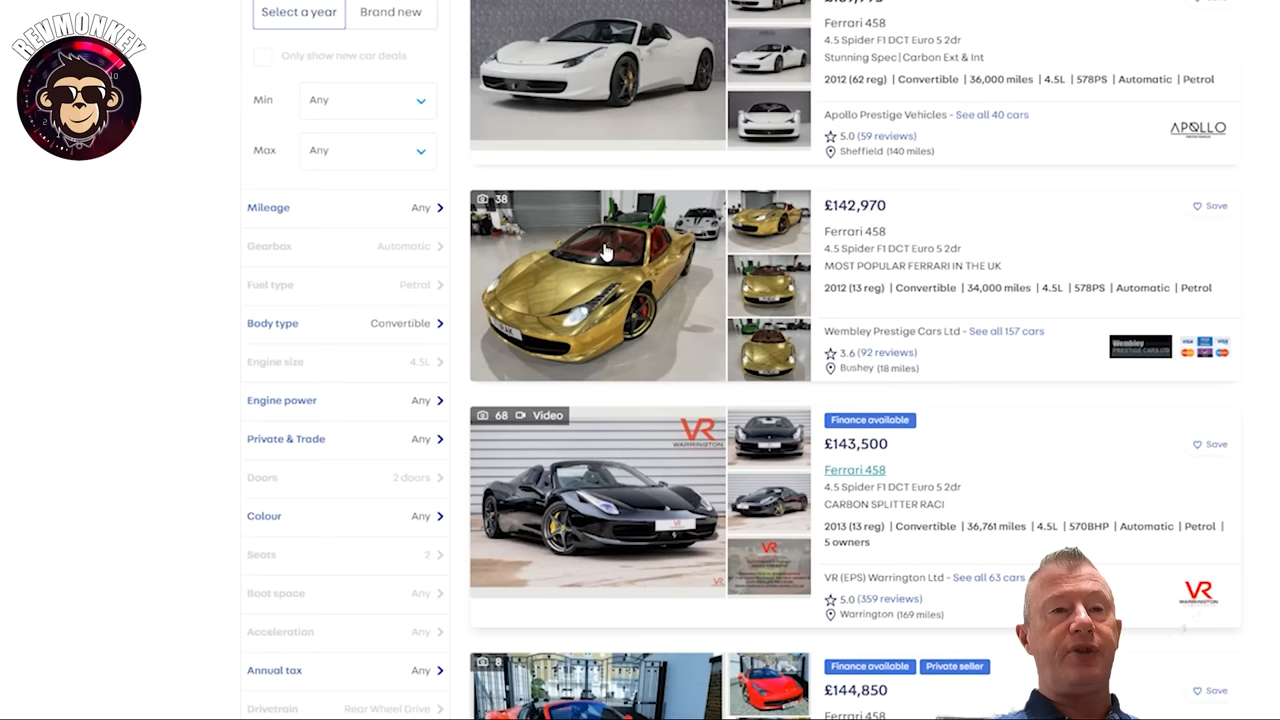 REVMONKEY
Select a year
Brand new
Only show new car deals
Min
Any
Max
Any
Mileage
Any
Gearbox
Automatic
Fuel type
Petrol
Body type
Convertible
Engine size
4.5L
Engine power
Any
Private & Trade
Any
Doors
2 doors
Colour
Any
Seats
2
Boot space
Any
Acceleration
Any
Annual tax
Any
Drivetrain
Rear Wheel Drive
Ferrari 458
4.5 Spider F1 DCT Euro 5 2dr
Stunning Spec| Carbon Ext & Int
2012 (62 reg) | Convertible | 36,000 miles | 4.5L | 578PS | Automatic | Petrol
Apollo Prestige Vehicles - See all 40 cars
5.0 (59 reviews)
Sheffield (140 miles)
APOLLO
38
£142,970
Save
Ferrari 458
4.5 Spider F1 DCT Euro 5 2dr
MOST POPULAR FERRARI IN THE UK
2012 (13 reg) | Convertible | 34,000 miles | 4.5L | 578PS | Automatic | Petrol
Wembley Prestige Cars Ltd - See all 157 cars
3.6 (92 reviews)
Bushey (18 miles)
Wembley
PRESTIGE CARS LTD
VISA
68 Video
VR
WARRINGTON
Finance available
£143,500
Save
Ferrari 458
4.5 Spider F1 DCT Euro 5 2dr
CARBON SPLITTER RACI
2013 (13 reg) | Convertible | 36,761 miles | 4.5L | 570BHP | Automatic | Petrol |
5 owners
VR (EPS) Warrington Ltd - See all 63 cars
5.0 (359 reviews)
Warrington (169 miles)
VR
WARRINGTON
8
Finance available
Private seller
£144,850
Save
Ferrari 458